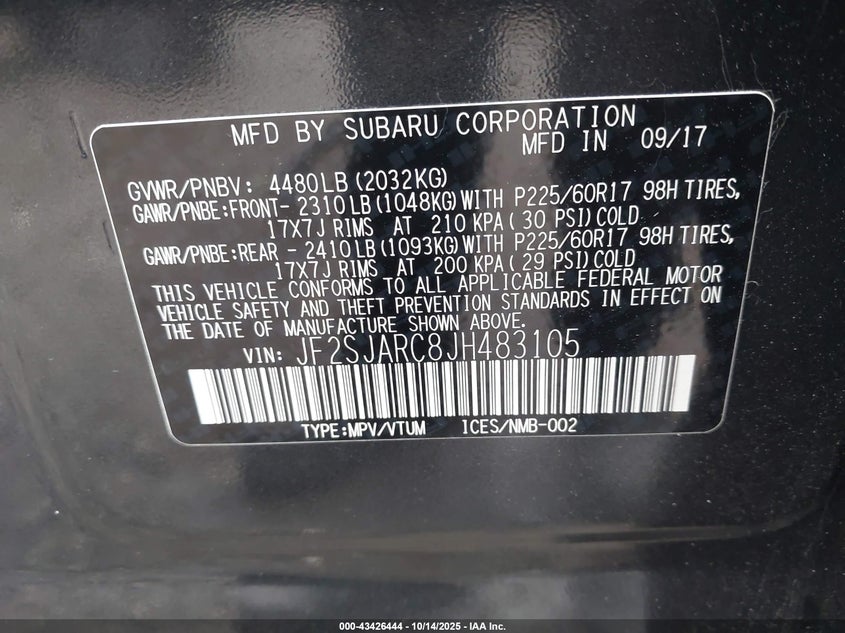 MFD BY SUBARU CORPORATION
MFD IN 09/17
GVWR/PNBV: 4480LB(2032KG)
GAWR/PNBE:FRONT- 2310LB(1048KG)WITH P225/60R17 98H TIRES,
17X7J RIMS AT 210 KPA(30 PSI)COLD
GAWR/PNBE:REAR - 2410LB(1093KG)WITH P225/60R17 98H TIRES,
17X7J RIMS AT 200 KPA(29 PSI)COLD
THIS VEHICLE CONFORMS TO ALL APPLICABLE FEDERAL MOTOR
VEHICLE SAFETY AND THEFT PREVENTION STANDARDS IN EFFECT ON
THE DATE OF MANUFACTURE SHOWN ABOVE.
VIN: JF2SJARC8JH483105
TYPE:MPV/VTUM ICES/NMB-002
000-43426444 - 10/14/2025 - IAA Inc.